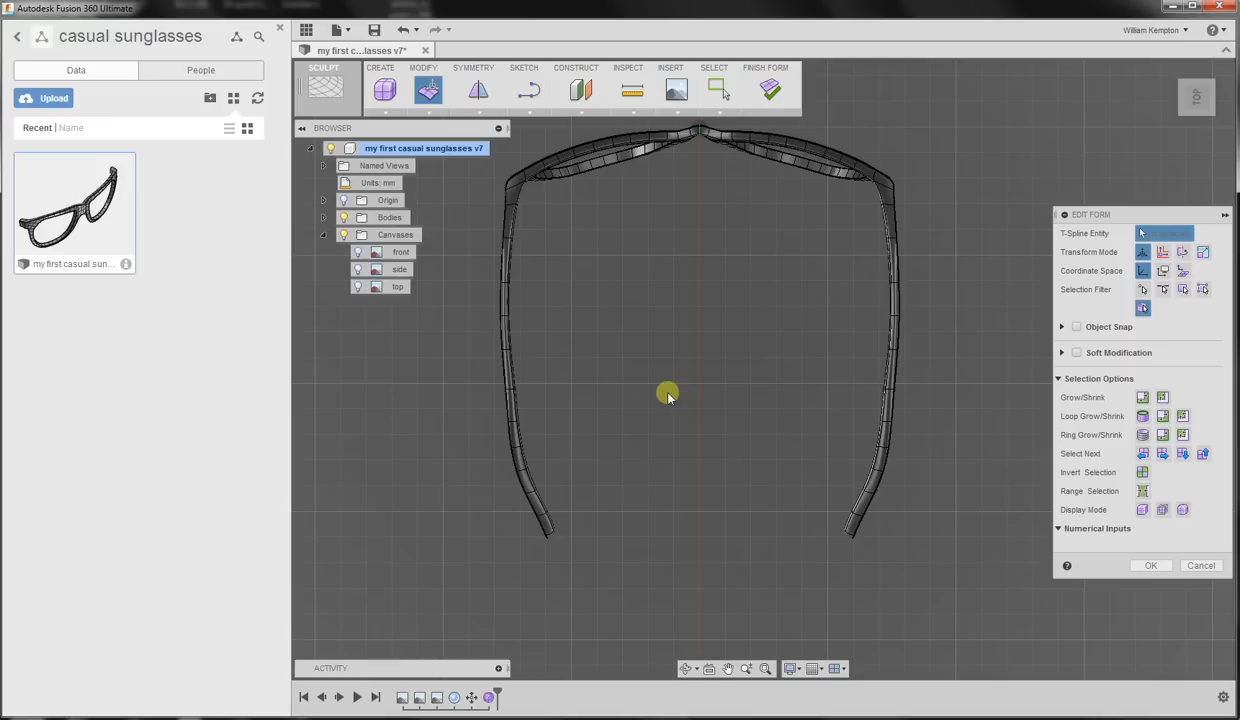 Autodesk Fusion 360 Ultimate
casual sunglasses
William Kempton
my first c...lasses v7*
Data
People
SCULPT
CREATE
MODIFY
SYMMETRY
SKETCH
CONSTRUCT
INSPECT
INSERT
SELECT
FINISH FORM
Upload
TOP
Recent | Name
BROWSER
my first casual sunglasses v7
Named Views
Units: mm
Origin
Bodies
Canvases
front
side
top
my first casual sun...
EDIT FORM
T-Spline Entity
Transform Mode
Coordinate Space
Selection Filter
Object Snap
Soft Modification
Selection Options
Grow/Shrink
Loop Grow/Shrink
Ring Grow/Shrink
Select Next
Invert Selection
Range Selection
Display Mode
Numerical Inputs
OK
Cancel
ACTIVITY